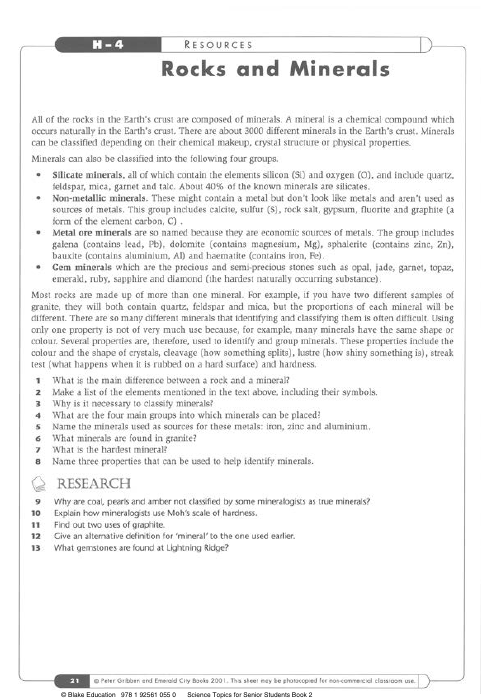 H – 4 RESOURCES
Rocks and Minerals
All of the rocks in the Earth's crust are composed of minerals. A mineral is a chemical compound which
occurs naturally in the Earth's crust. There are about 3000 different minerals in the Earth's crust. Minerals
can be classified depending on their chemical makeup, crystal structure or physical properties.
Minerals can also be classified into the following four groups.
• Silicate minerals, all of which contain the elements silicon (Si) and oxygen (O), and include quartz,
feldspar, mica, garnet and talc. About 40% of the known minerals are silicates.
• Non-metallic minerals. These might contain a metal but don't look like metals and aren't used as
sources of metals. This group includes calcite, sulfur (S), rock salt, gypsum, fluorite and graphite (a
form of the element carbon, C) .
• Metal ore minerals are so named because they are economic sources of metals. The group includes
galena (contains lead, Pb), dolomite (contains magnesium, Mg), sphalerite (contains zinc, Zn),
bauxite (contains aluminium, Al) and haematite (contains iron, Fe).
• Gem minerals which are the precious and semi-precious stones such as opal, jade, garnet, topaz,
emerald, ruby, sapphire and diamond (the hardest naturally occurring substance).
Most rocks are made up of more than one mineral. For example, if you have two different samples of
granite, they will both contain quartz, feldspar and mica, but the proportions of each mineral will be
different. There are so many different minerals that identifying and classifying them is often difficult. Using
only one property is not of very much use because, for example, many minerals have the same shape or
colour. Several properties are, therefore, used to identify and group minerals. These properties include the
colour and the shape of crystals, cleavage (how something splits), lustre (how shiny something is), streak
test (what happens when it is rubbed on a hard surface) and hardness.
1 What is the main difference between a rock and a mineral?
2 Make a list of the elements mentioned in the text above, including their symbols.
3 Why is it necessary to classify minerals?
4 What are the four main groups into which minerals can be placed?
5 Name the minerals used as sources for these metals: iron, zinc and aluminium.
6 What minerals are found in granite?
7 What is the hardest mineral?
8 Name three properties that can be used to help identify minerals.
RESEARCH
9 Why are coal, pearls and amber not classified by some mineralogists as true minerals?
10 Explain how mineralogists use Moh's scale of hardness.
11 Find out two uses of graphite.
12 Give an alternative definition for 'mineral' to the one used earlier.
13 What gemstones are found at Lightning Ridge?
21 © Peter Gribben and Emerald City Books 2001. This sheet may be photocopied for non-commercial classroom use.
© Blake Education 978 1 92561 055 0 Science Topics for Senior Students Book 2